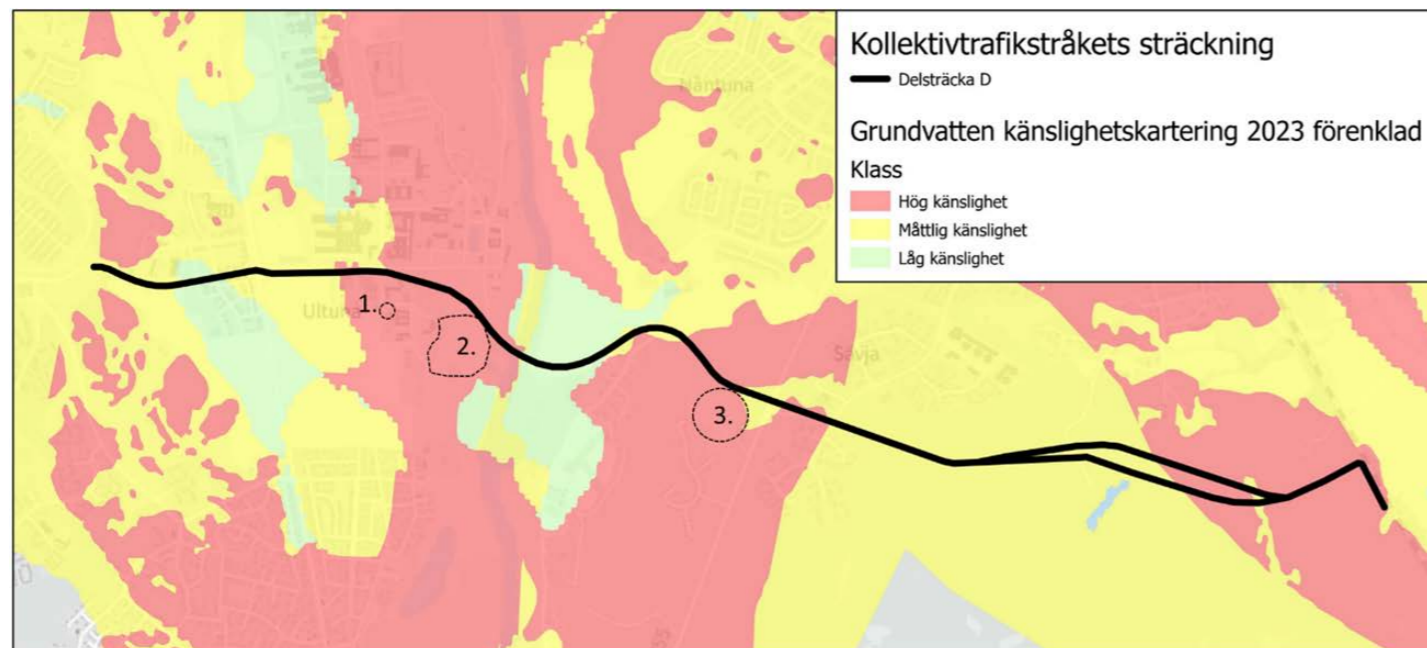 Kollektivtrafikstråkets sträckning
Delsträcka D
Grundvatten känslighetskartering 2023 förenklad
Klass
Hög känslighet
Måttlig känslighet
Låg känslighet
Nåntuna
Ultuna
1.
2.
Sävja
3.